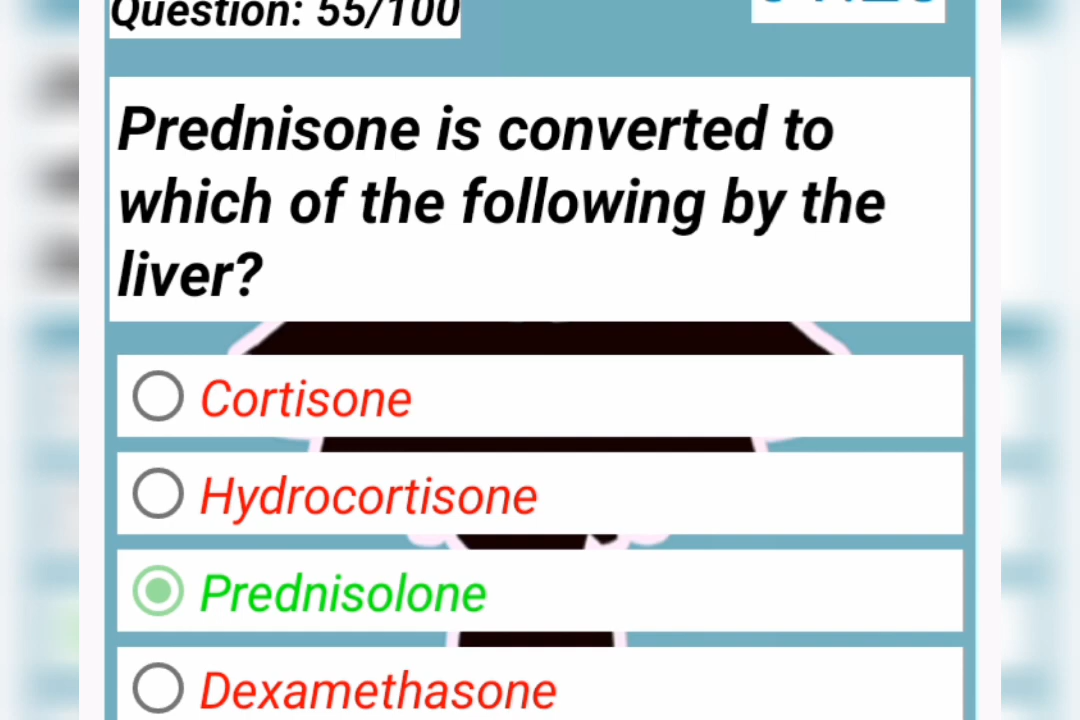 Question: 55/100
Prednisone is converted to
which of the following by the
liver?
Cortisone
Hydrocortisone
Prednisolone
Dexamethasone